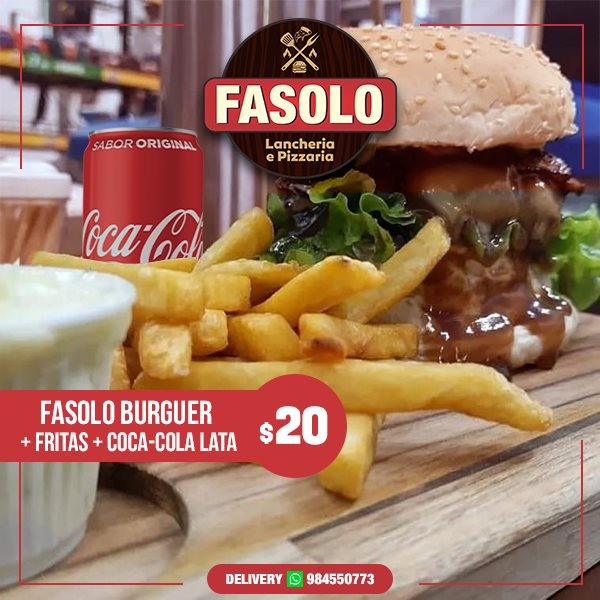 FASOLO
Lancheria
e Pizzaria
SABOR ORIGINAL
Coca-Cola
FASOLO BURGUER
+ FRITAS + COCA-COLA LATA
$20
DELIVERY 984550773